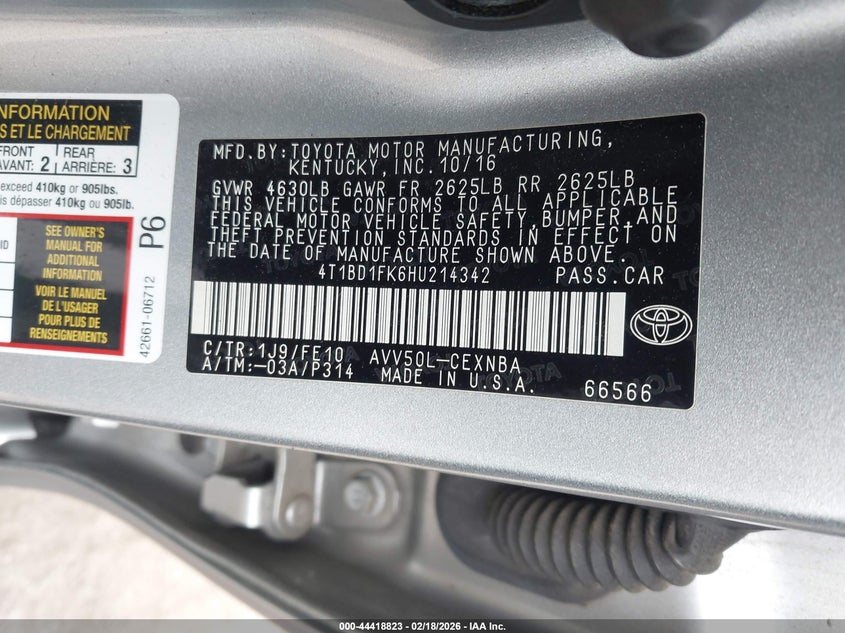 NFORMATION
S ET LE CHARGEMENT
FRONT
AVANT: 2
REAR
ARRIÈRE: 3
exceed 410kg or 905lbs.
s dépasser 410kg ou 905lb.
SEE OWNER'S
MANUAL FOR
ADDITIONAL
INFORMATION
VOIR LE MANUEL
DE L'USAGER
POUR PLUS DE
RENSEIGNEMENTS
P6
42661-06712
MFD.BY:TOYOTA MOTOR MANUFACTURING,
KENTUCKY,INC.10/16
GVWR 4630LB GAWR FR 2625LB RR 2625LB
THIS VEHICLE CONFORMS TO ALL APPLICABLE
FEDERAL MOTOR VEHICLE SAFETY,BUMPER,AND
THEFT PREVENTION STANDARDS IN EFFECT ON
THE DATE OF MANUFACTURE SHOWN ABOVE.
4T1BD1FK6HU214342 PASS.CAR
C/TR:1J9/FE10 AVV50L-CEXNBA
A/TM:-03A/P314 MADE IN U.S.A. 66566
000-44418823 - 02/18/2026 - IAA Inc.